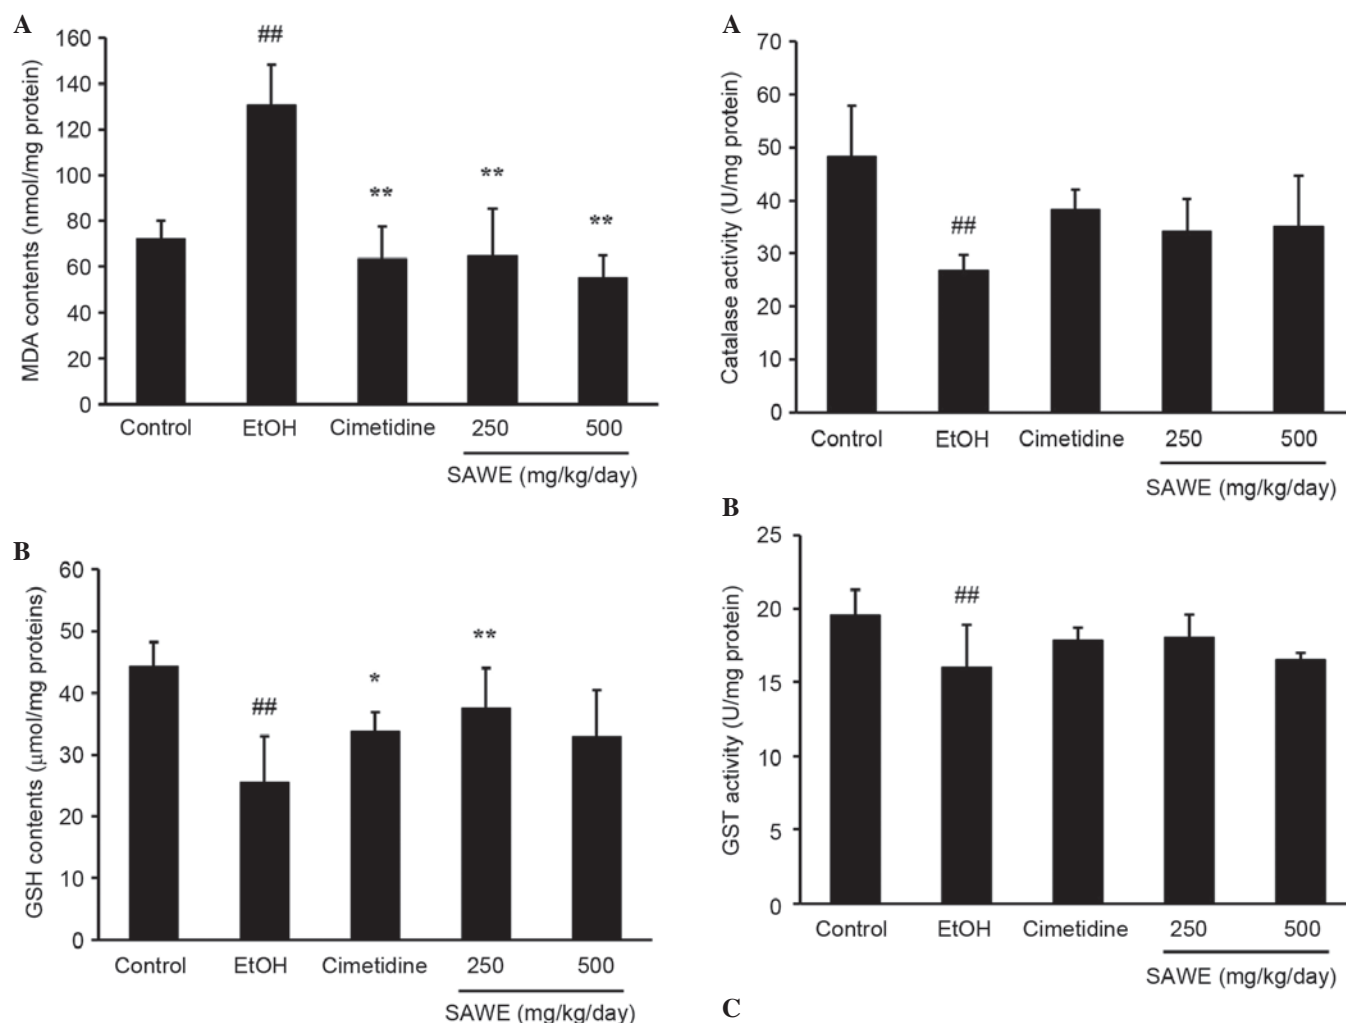 A
160
140
120
100
80
60
40
20
0
MDA contents (nmol/mg protein)
##
**
**
**
Control EtOH Cimetidine 250 500
SAWE (mg/kg/day)
B
60
50
40
30
20
10
0
GSH contents (μmol/mg proteins)
##
*
**
Control EtOH Cimetidine 250 500
SAWE (mg/kg/day)
A
70
60
50
40
30
20
10
0
Catalase activity (U/mg protein)
##
Control EtOH Cimetidine 250 500
SAWE (mg/kg/day)
B
25
20
15
10
5
0
GST activity (U/mg protein)
##
Control EtOH Cimetidine 250 500
SAWE (mg/kg/day)
C